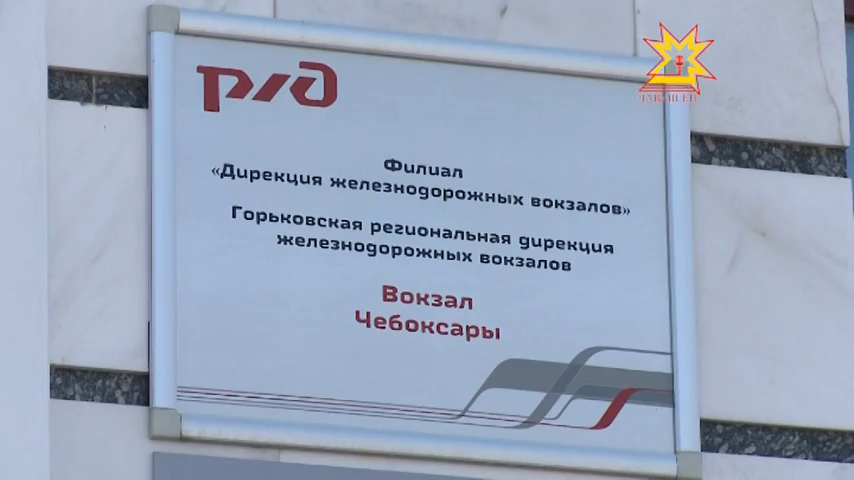 ржд
Филиал
«Дирекция железнодорожных вокзалов»
Горьковская региональная дирекция
железнодорожных вокзалов
Вокзал
Чебоксары